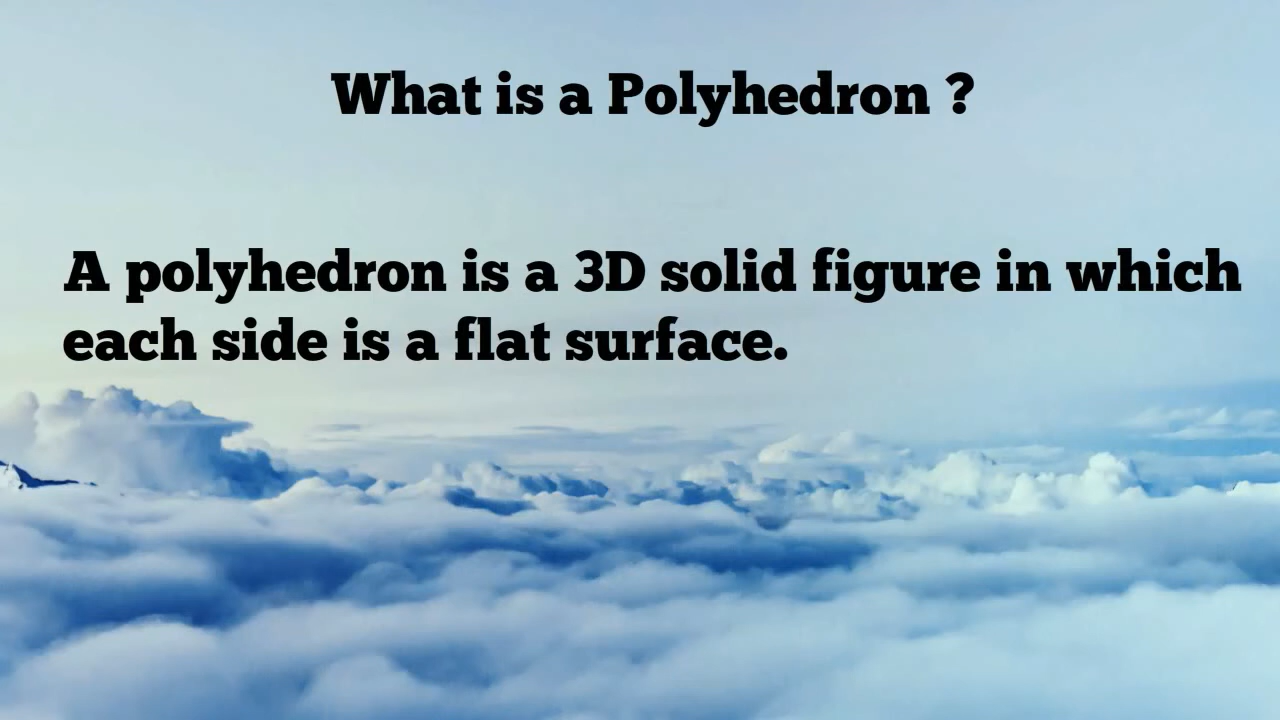 What is a Polyhedron ?
A polyhedron is a 3D solid figure in which
each side is a flat surface.